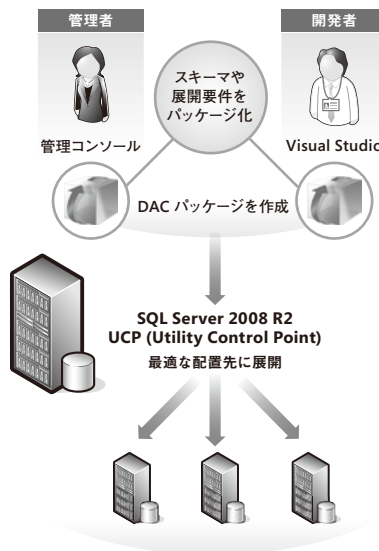 管理者
開発者
スキーマや
展開要件を
パッケージ化
管理コンソール
Visual Studio
DAC パッケージを作成
SQL Server 2008 R2
UCP (Utility Control Point)
最適な配置先に展開